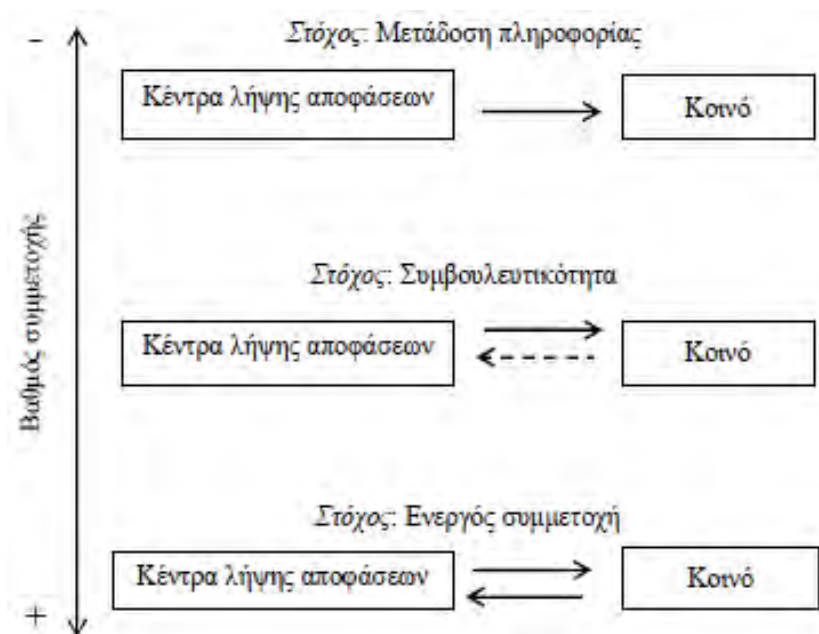 –
Στόχος: Μετάδοση πληροφορίας
Κέντρα λήψης αποφάσεων
Κοινό
Βαθμός συμμετοχής
Στόχος: Συμβουλευτικότητα
Κέντρα λήψης αποφάσεων
Κοινό
Στόχος: Ενεργός συμμετοχή
Κέντρα λήψης αποφάσεων
Κοινό
+